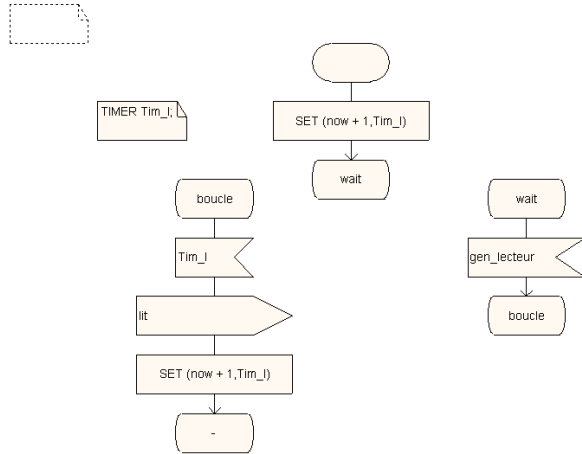 TIMER Tim_l;
SET (now + 1,Tim_l)
wait
boucle
Tim_l
lit
SET (now + 1,Tim_l)
-
wait
gen_lecteur
boucle